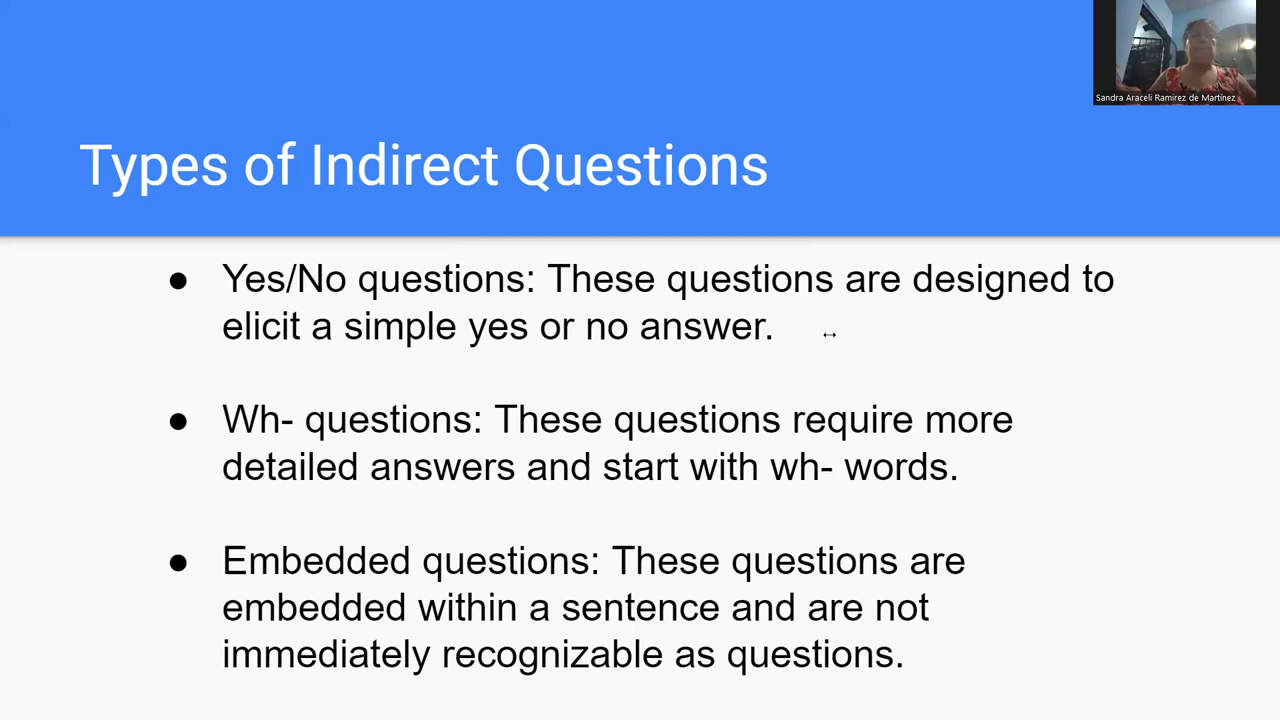 Sandra Araceli Ramirez de Martinez
Types of Indirect Questions
● Yes/No questions: These questions are designed to
elicit a simple yes or no answer.
● Wh- questions: These questions require more
detailed answers and start with wh- words.
● Embedded questions: These questions are
embedded within a sentence and are not
immediately recognizable as questions.